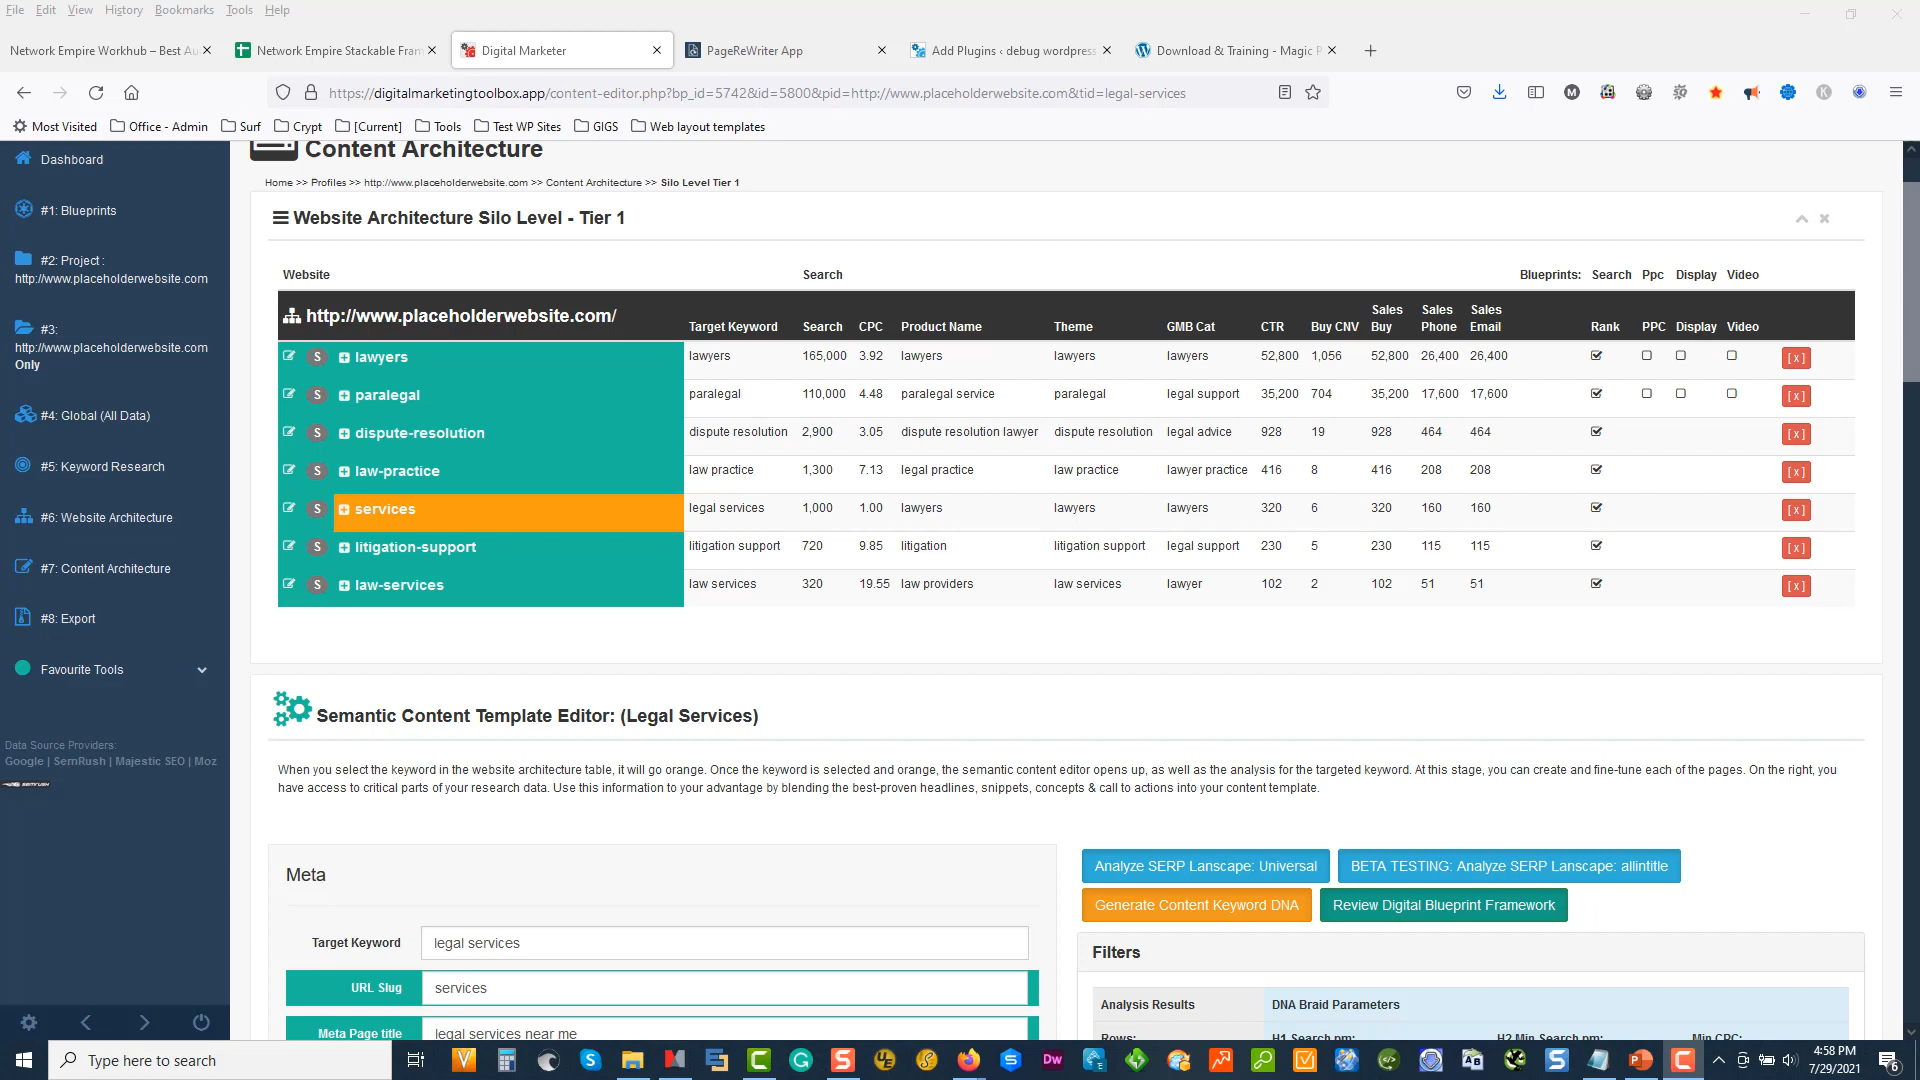 File Edit View History Bookmarks Tools Help
Network Empire Workhub – Best Au
Network Empire Stackable Fram
Digital Marketer
PageReWriter App
Add Plugins ‹ debug wordpress
Download & Training - Magic P
https://digitalmarketingtoolbox.app/content-editor.php?bp_id=5742&id=5800&pid=http://www.placeholderwebsite.com&tid=legal-services
Most Visited Office - Admin Surf Crypt [Current] Tools Test WP Sites GIGS Web layout templates
Dashboard
#1: Blueprints
#2: Project :
http://www.placeholderwebsite.com
#3:
http://www.placeholderwebsite.com
Only
#4: Global (All Data)
#5: Keyword Research
#6: Website Architecture
#7: Content Architecture
#8: Export
Favourite Tools
Data Source Providers:
Google | SemRush | Majestic SEO | Moz
SEMRUSH
Content Architecture
Home >> Profiles >> http://www.placeholderwebsite.com >> Content Architecture >> Silo Level Tier 1
Website Architecture Silo Level - Tier 1
Website Search Blueprints: Search Ppc Display Video
http://www.placeholderwebsite.com/ Target Keyword Search CPC Product Name Theme GMB Cat CTR Buy CNV Sales Buy Sales Phone Sales Email Rank PPC Display Video
S lawyers lawyers 165,000 3.92 lawyers lawyers lawyers 52,800 1,056 52,800 26,400 26,400 [ x ]
S paralegal paralegal 110,000 4.48 paralegal service paralegal legal support 35,200 704 35,200 17,600 17,600 [ x ]
S dispute-resolution dispute resolution 2,900 3.05 dispute resolution lawyer dispute resolution legal advice 928 19 928 464 464 [ x ]
S law-practice law practice 1,300 7.13 legal practice law practice lawyer practice 416 8 416 208 208 [ x ]
S services legal services 1,000 1.00 lawyers lawyers lawyers 320 6 320 160 160 [ x ]
S litigation-support litigation support 720 9.85 litigation litigation support legal support 230 5 230 115 115 [ x ]
S law-services law services 320 19.55 law providers law services lawyer 102 2 102 51 51 [ x ]
Semantic Content Template Editor: (Legal Services)
When you select the keyword in the website architecture table, it will go orange. Once the keyword is selected and orange, the semantic content editor opens up, as well as the analysis for the targeted keyword. At this stage, you can create and fine-tune each of the pages. On the right, you
have access to critical parts of your research data. Use this information to your advantage by blending the best-proven headlines, snippets, concepts & call to actions into your content template.
Meta
Target Keyword legal services
URL Slug services
Meta Page title legal services near me
Analyze SERP Lanscape: Universal
BETA TESTING: Analyze SERP Lanscape: allintitle
Generate Content Keyword DNA
Review Digital Blueprint Framework
Filters
Analysis Results DNA Braid Parameters
Rows: H1 Search pm: H2 Min Search pm: Min CPC:
Type here to search
4:58 PM
7/29/2021
6